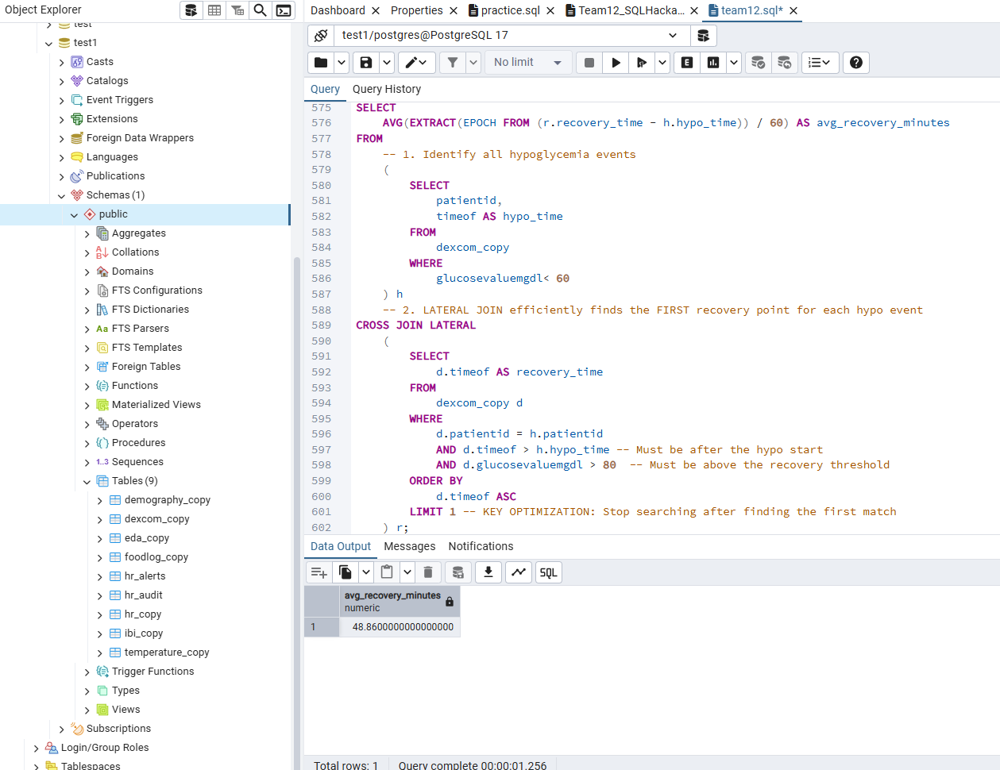 Object Explorer
Dashboard
Properties
practice.sql
Team12_SQLHacka...
team12.sql*
test
test1
Casts
Catalogs
Event Triggers
Extensions
Foreign Data Wrappers
Languages
Publications
Schemas (1)
public
Aggregates
Collations
Domains
FTS Configurations
FTS Dictionaries
Aa FTS Parsers
FTS Templates
Foreign Tables
Functions
Materialized Views
Operators
Procedures
1..3 Sequences
Tables (9)
demography_copy
dexcom_copy
eda_copy
foodlog_copy
hr_alerts
hr_audit
hr_copy
ibi_copy
temperature_copy
Trigger Functions
Types
Views
Subscriptions
Login/Group Roles
Tablespaces
test1/postgres@PostgreSQL 17
No limit
E
Query Query History
575 SELECT
576 AVG(EXTRACT(EPOCH FROM (r.recovery_time - h.hypo_time)) / 60) AS avg_recovery_minutes
577 FROM
578 -- 1. Identify all hypoglycemia events
579 (
580 SELECT
581 patientid,
582 timeof AS hypo_time
583 FROM
584 dexcom_copy
585 WHERE
586 glucosevaluemgdl< 60
587 ) h
588 -- 2. LATERAL JOIN efficiently finds the FIRST recovery point for each hypo event
589 CROSS JOIN LATERAL
590 (
591 SELECT
592 d.timeof AS recovery_time
593 FROM
594 dexcom_copy d
595 WHERE
596 d.patientid = h.patientid
597 AND d.timeof > h.hypo_time -- Must be after the hypo start
598 AND d.glucosevaluemgdl > 80 -- Must be above the recovery threshold
599 ORDER BY
600 d.timeof ASC
601 LIMIT 1 -- KEY OPTIMIZATION: Stop searching after finding the first match
602 ) r;
Data Output Messages Notifications
SQL
avg_recovery_minutes
numeric
1 48.8600000000000000
Total rows: 1 Query complete 00:00:01.256